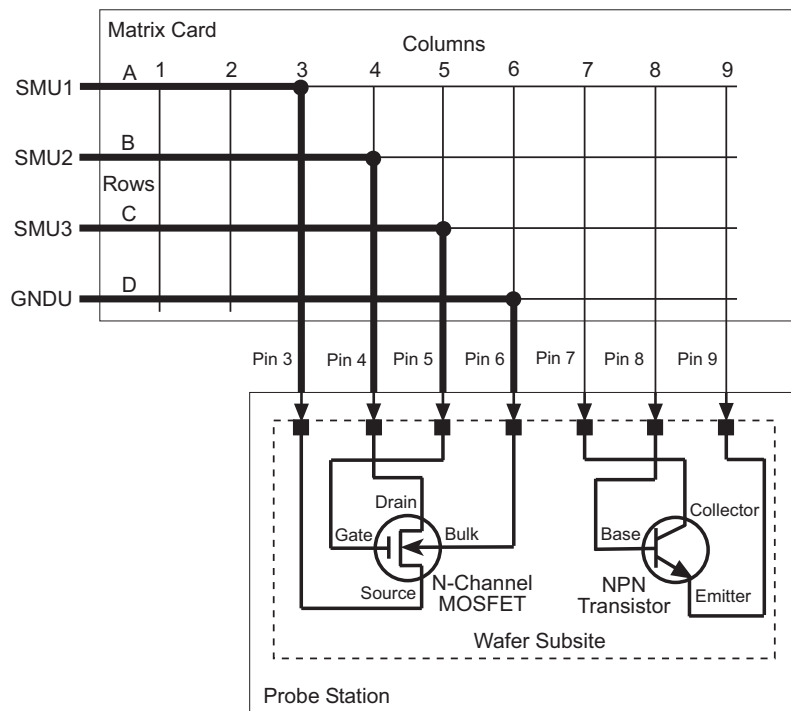 Matrix Card
Columns
1 2 3 4 5 6 7 8 9
SMU1 A
SMU2 B
Rows
SMU3 C
GNDU D
Pin 3 Pin 4 Pin 5 Pin 6 Pin 7 Pin 8 Pin 9
Drain
Gate
Bulk
Source
N-Channel
MOSFET
Collector
Base
Emitter
NPN
Transistor
Wafer Subsite
Probe Station